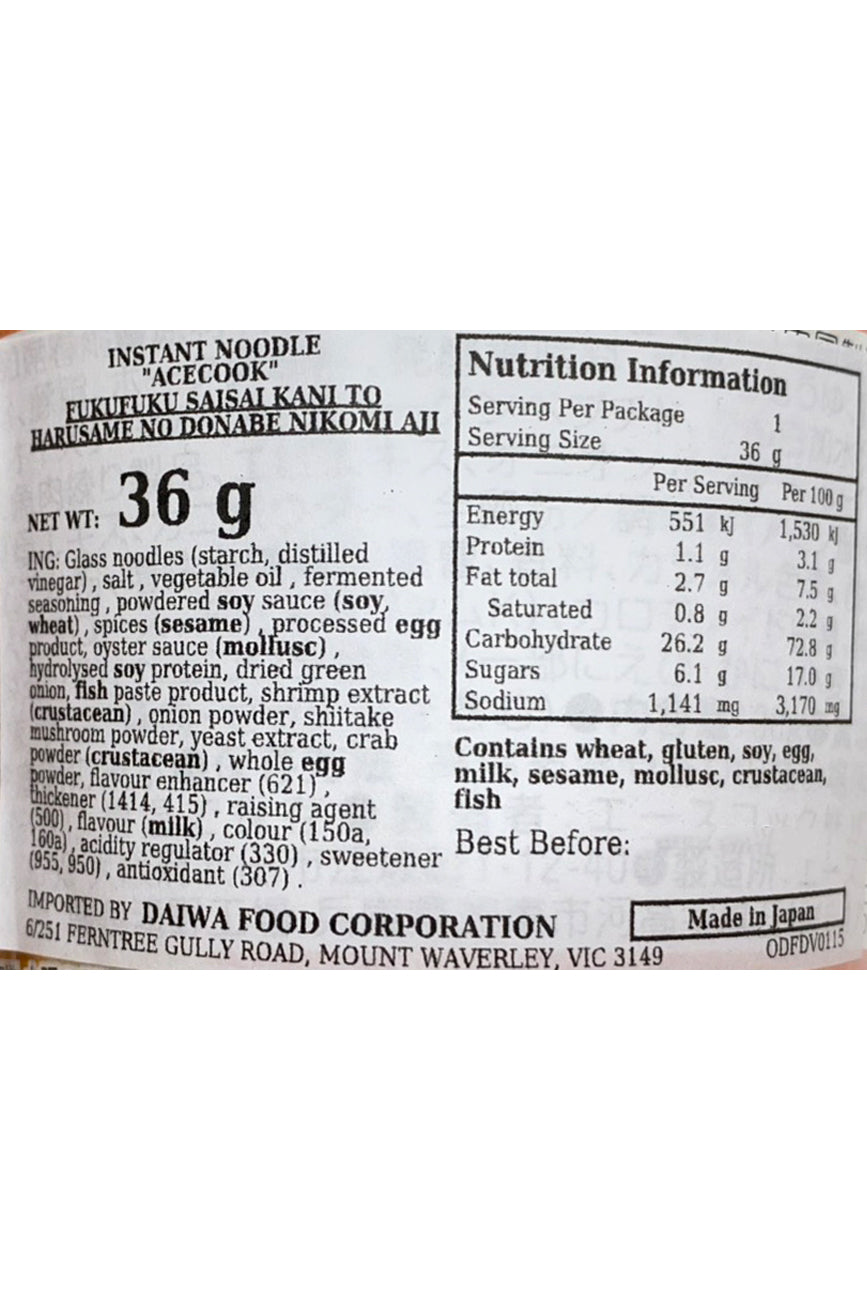 INSTANT NOODLE
"ACECOOK"
FUKUFUKU SAISAI KANI TO
HARUSAME NO DONABE NIKOMI AJI
NET WT: 36 g
ING: Glass noodles (starch, distilled
vinegar) , salt , vegetable oil , fermented
seasoning , powdered soy sauce (soy,
wheat) , spices (sesame) , processed egg
product, oyster sauce (mollusc) ,
hydrolysed soy protein, dried green
onion, fish paste product, shrimp extract
(crustacean) , onion powder, shiitake
mushroom powder, yeast extract, crab
powder (crustacean) , whole egg
powder, flavour enhancer (621) ,
thickener (1414, 415) , raising agent
(500) , flavour (milk) , colour (150a,
160a) , acidity regulator (330) , sweetener
(955, 950) , antioxidant (307) .
Nutrition Information
Serving Per Package 1
Serving Size 36 g
Per Serving Per 100 g
Energy 551 kJ 1,530 kJ
Protein 1.1 g 3.1 g
Fat total 2.7 g 7.5 g
Saturated 0.8 g 2.2 g
Carbohydrate 26.2 g 72.8 g
Sugars 6.1 g 17.0 g
Sodium 1,141 mg 3,170 mg
Contains wheat, gluten, soy, egg,
milk, sesame, mollusc, crustacean,
fish
Best Before:
IMPORTED BY DAIWA FOOD CORPORATION
6/251 FERNTREE GULLY ROAD, MOUNT WAVERLEY, VIC 3149
Made in Japan
ODFDV0115